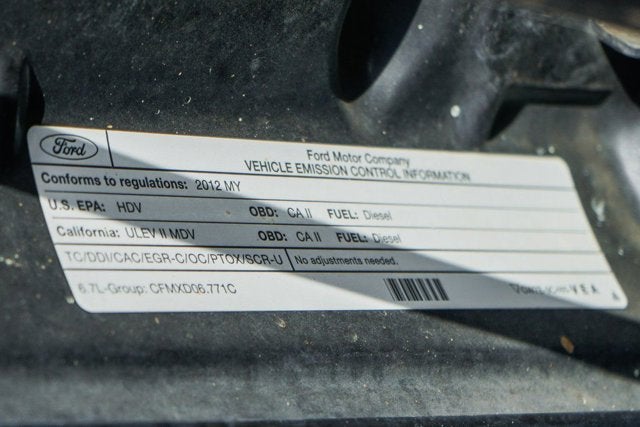 Ford
Ford Motor Company
VEHICLE EMISSION CONTROL INFORMATION
Conforms to regulations: 2012 MY
U.S. EPA: HDV OBD: CA II FUEL: Diesel
California: ULEV II MDV OBD: CA II FUEL: Diesel
TC/DDI/CAC/EGR-C/OC/PTOX/SCR-U No adjustments needed.
6.7L-Group: CFMXD06.771C
V E A